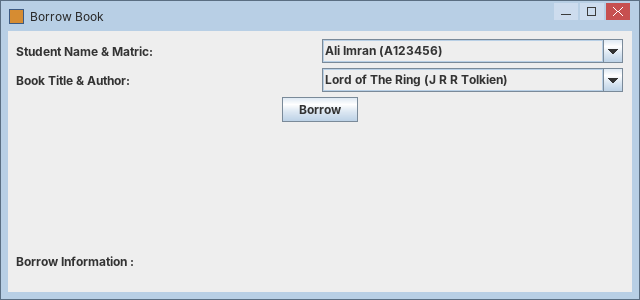 Borrow Book
Student Name & Matric: Ali Imran (A123456)
Book Title & Author: Lord of The Ring (J R R Tolkien)
Borrow
Borrow Information :